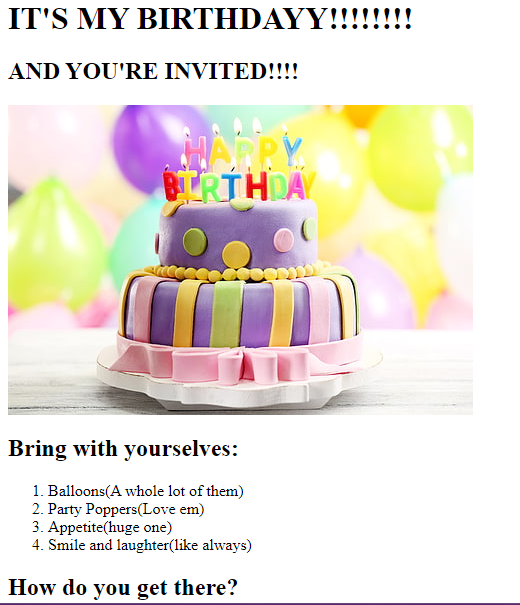 IT'S MY BIRTHDAYY!!!!!!!!
AND YOU'RE INVITED!!!!
HAPPY
BIRTHDAY
Bring with yourselves:
1. Balloons(A whole lot of them)
2. Party Poppers(Love em)
3. Appetite(huge one)
4. Smile and laughter(like always)
How do you get there?